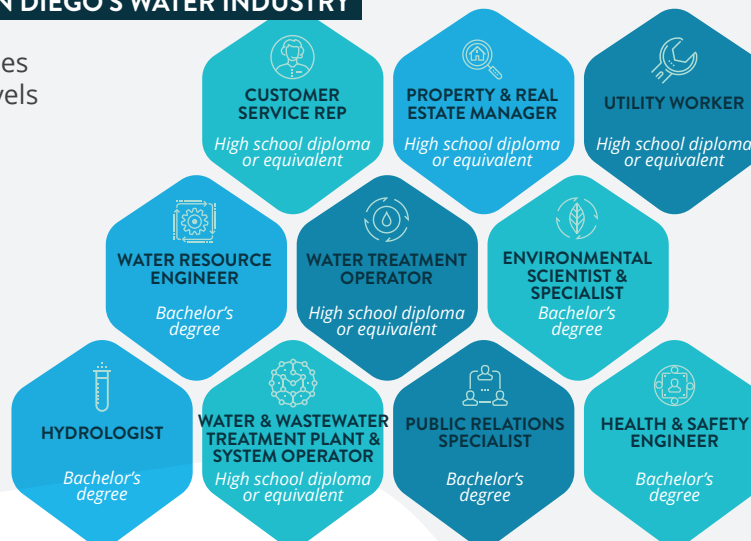 N DIEGO'S WATER INDUSTRY
es
vels
CUSTOMER
SERVICE REP
High school diploma
or equivalent
PROPERTY & REAL
ESTATE MANAGER
High school diploma
or equivalent
UTILITY WORKER
High school diploma
or equivalent
WATER RESOURCE
ENGINEER
Bachelor's
degree
WATER TREATMENT
OPERATOR
High school diploma
or equivalent
ENVIRONMENTAL
SCIENTIST &
SPECIALIST
Bachelor's
degree
HYDROLOGIST
Bachelor's
degree
WATER & WASTEWATER
TREATMENT PLANT &
SYSTEM OPERATOR
High school diploma
or equivalent
PUBLIC RELATIONS
SPECIALIST
Bachelor's
degree
HEALTH & SAFETY
ENGINEER
Bachelor's
degree